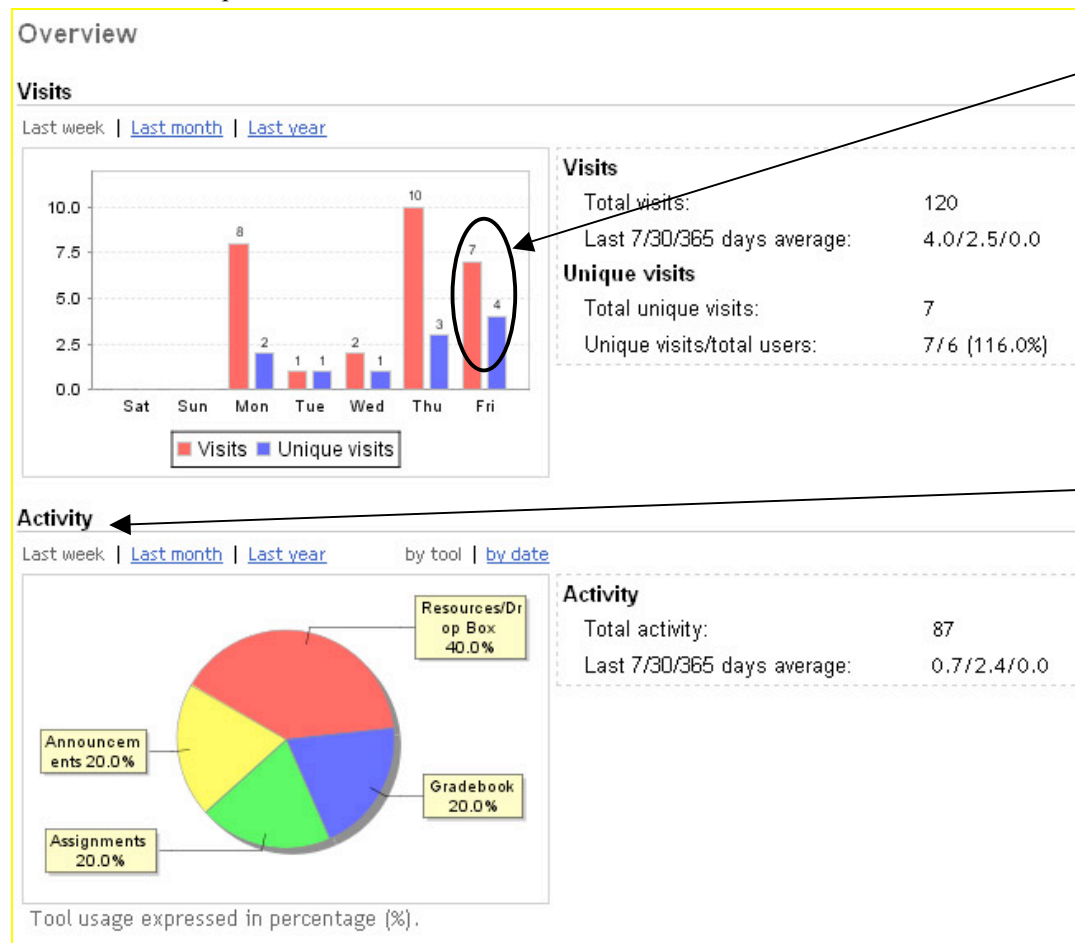 Overview
Visits
Last week | Last month | Last year
10.0
7.5
5.0
2.5
0.0
8
2
1
1
2
1
10
3
7
4
Sat Sun Mon Tue Wed Thu Fri
Visits Unique visits
Visits
Total visits: 120
Last 7/30/365 days average: 4.0/2.5/0.0
Unique visits
Total unique visits: 7
Unique visits/total users: 7/6 (116.0%)
Activity
Last week | Last month | Last year by tool | by date
Resources/Dr
op Box
40.0%
Announcem
ents 20.0%
Gradebook
20.0%
Assignments
20.0%
Tool usage expressed in percentage (%).
Activity
Total activity: 87
Last 7/30/365 days average: 0.7/2.4/0.0